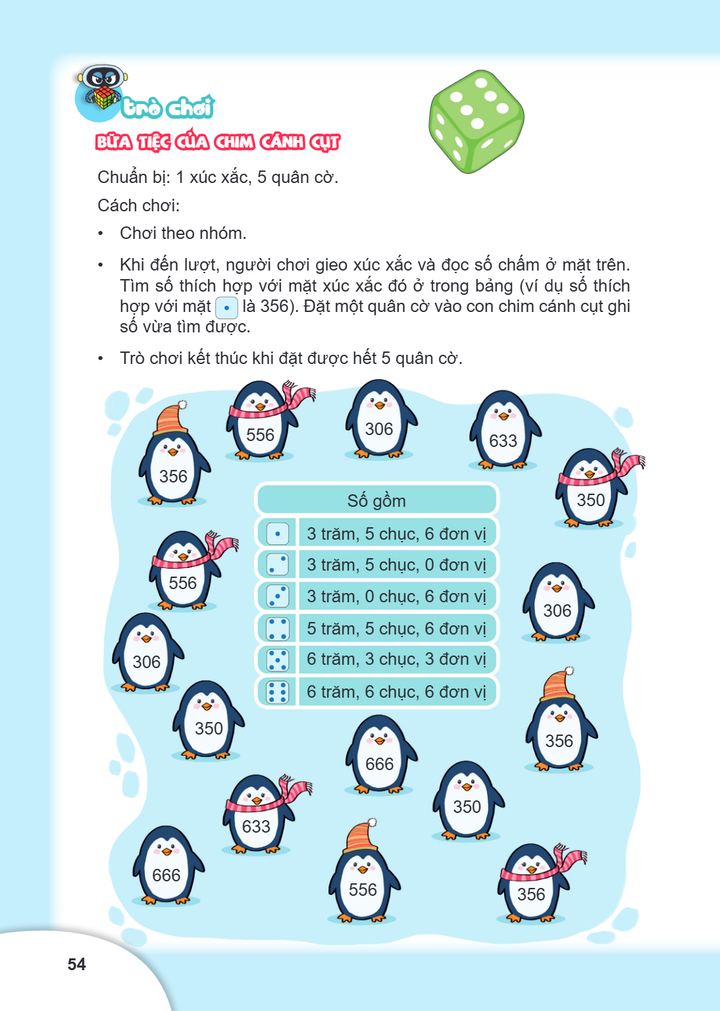 trò chơi
BỮA TIỆC CỦA CHIM CÁNH CỤT
Chuẩn bị: 1 xúc xắc, 5 quân cờ.
Cách chơi:
• Chơi theo nhóm.
• Khi đến lượt, người chơi gieo xúc xắc và đọc số chấm ở mặt trên.
Tìm số thích hợp với mặt xúc xắc đó ở trong bảng (ví dụ số thích
hợp với mặt là 356). Đặt một quân cờ vào con chim cánh cụt ghi
số vừa tìm được.
• Trò chơi kết thúc khi đặt được hết 5 quân cờ.
556
306
633
356
350
Số gồm
3 trăm, 5 chục, 6 đơn vị
3 trăm, 5 chục, 0 đơn vị
3 trăm, 0 chục, 6 đơn vị
5 trăm, 5 chục, 6 đơn vị
6 trăm, 3 chục, 3 đơn vị
6 trăm, 6 chục, 6 đơn vị
556
306
306
350
356
666
350
633
666
556
356
54